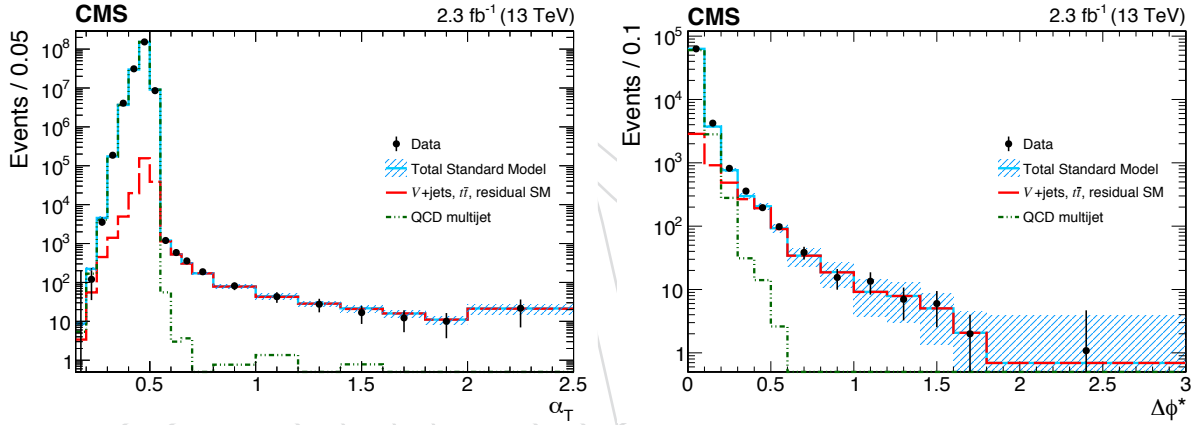 CMS
2.3 fb⁻¹ (13 TeV)
Events / 0.05
10⁸
10⁷
10⁶
10⁵
10⁴
10³
10²
10
1
Data
Total Standard Model
V+jets, tt̄, residual SM
QCD multijet
0.5 1 1.5 2 2.5
α_T
CMS
2.3 fb⁻¹ (13 TeV)
Events / 0.1
10⁵
10⁴
10³
10²
10
1
Data
Total Standard Model
V+jets, tt̄, residual SM
QCD multijet
0 0.5 1 1.5 2 2.5 3
Δϕ*